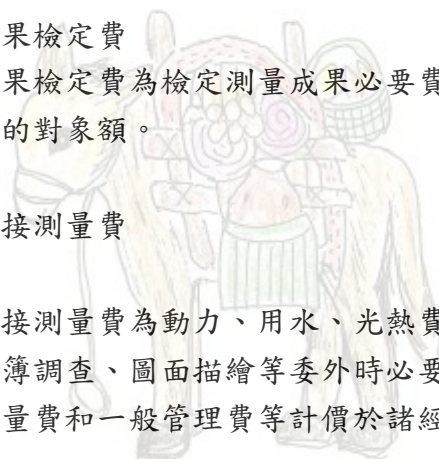 果檢定費
果檢定費為檢定測量成果必要費
的對象額。
接測量費
接測量費為動力、用水、光熱費
簿調查、圖面描繪等委外時必要
量費和一般管理費等計價於諸經